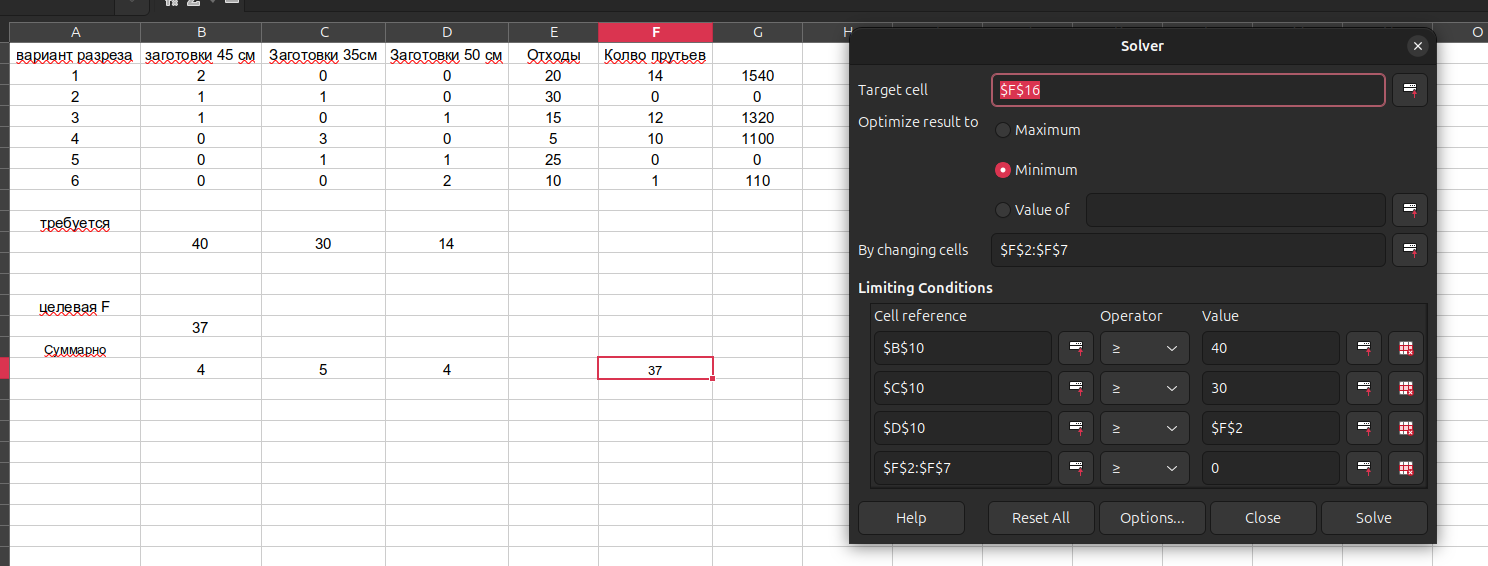 A B C D E F G H O
вариант разреза заготовки 45 см Заготовки 35см Заготовки 50 см Отходы Колво прутьев
1 2 0 0 20 14 1540
2 1 1 0 30 0 0
3 1 0 1 15 12 1320
4 0 3 0 5 10 1100
5 0 1 1 25 0 0
6 0 0 2 10 1 110
требуется
40 30 14
целевая F
37
Суммарно
4 5 4 37
Solver
Target cell $F$16
Optimize result to Maximum
Minimum
Value of
By changing cells $F$2:$F$7
Limiting Conditions
Cell reference Operator Value
$B$10 ≥ 40
$C$10 ≥ 30
$D$10 ≥ $F$2
$F$2:$F$7 ≥ 0
Help Reset All Options... Close Solve